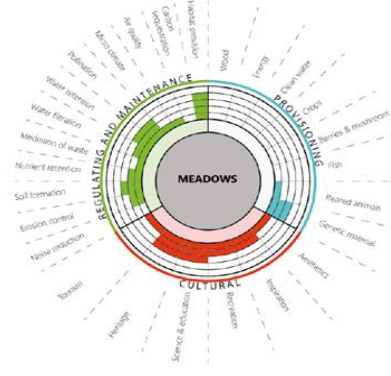 MEADOWS
REGULATING AND MAINTENANCE
PROVISIONING
CULTURAL
Wood
Energy
Clean water
Crops
Berries & mushroom
Fish
Reared animals
Genetic material
Aesthetics
Inspiration
Recreation
Science & education
Heritage
Tourism
Noise reduction
Erosion control
Soil formation
Nutrient retention
Mediation of waste
Water filtration
Water retention
Pollination
Micro climate
Air quality
Carbon
sequestration
Habitat provision